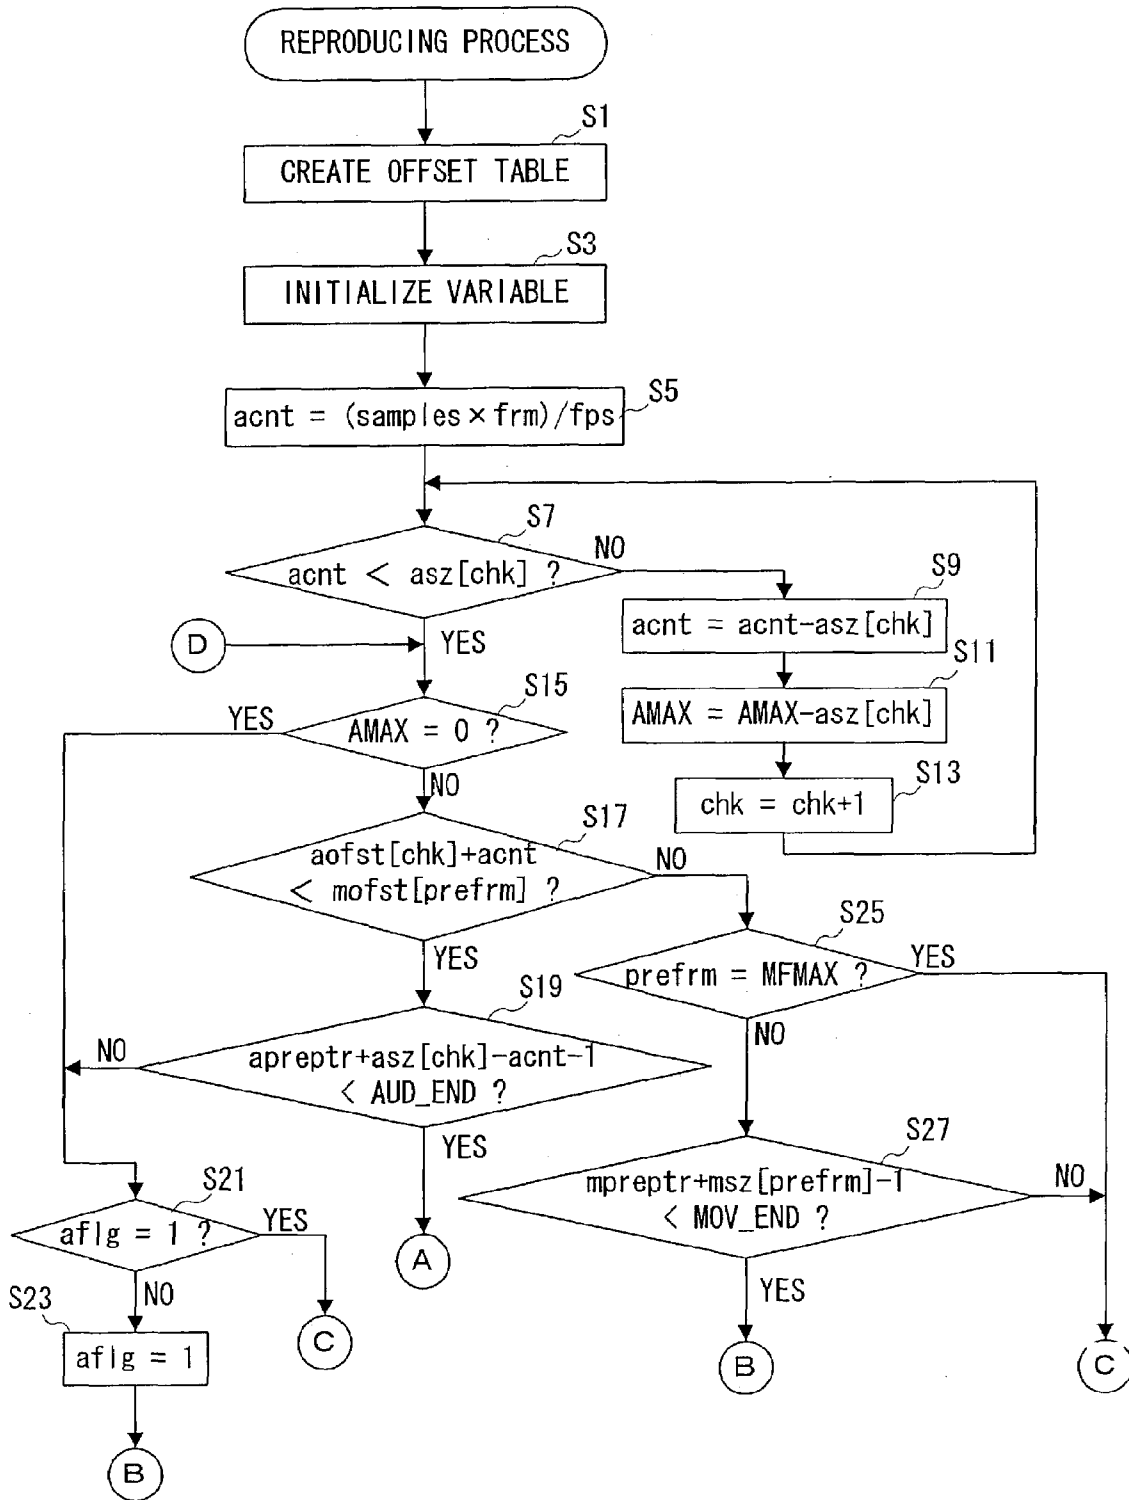 REPRODUCING PROCESS
S1
CREATE OFFSET TABLE
S3
INITIALIZE VARIABLE
S5
acnt = (samples×frm)/fps
S7
acnt < asz[chk] ?
NO
YES
D
S9
acnt = acnt-asz[chk]
S11
AMAX = AMAX-asz[chk]
S13
chk = chk+1
S15
AMAX = 0 ?
YES
NO
S17
aofst[chk]+acnt
< mofst[prefrm] ?
NO
YES
S25
prefrm = MFMAX ?
YES
NO
S19
apreptr+asz[chk]-acnt-1
< AUD_END ?
NO
YES
A
S27
mpreptr+msz[prefrm]-1
< MOV_END ?
NO
YES
B
C
S21
aflg = 1 ?
YES
NO
C
S23
aflg = 1
B